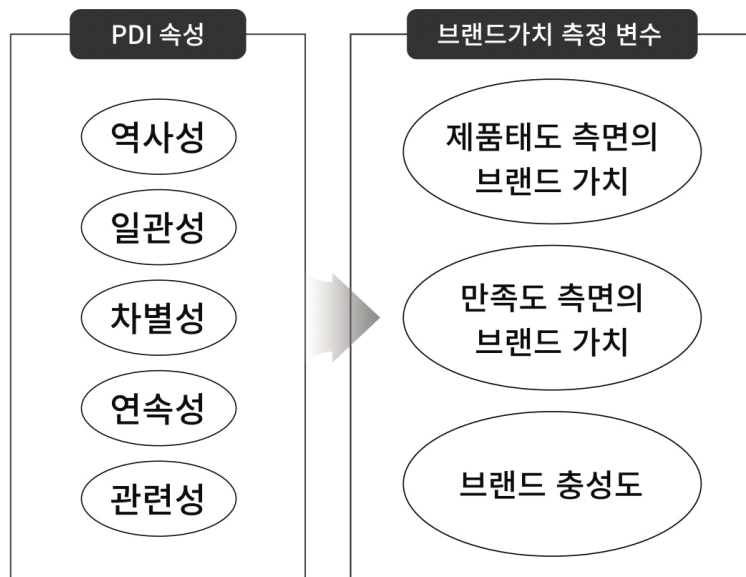 PDI 속성
역사성
일관성
차별성
연속성
관련성
브랜드가치 측정 변수
제품태도 측면의
브랜드 가치
만족도 측면의
브랜드 가치
브랜드 충성도